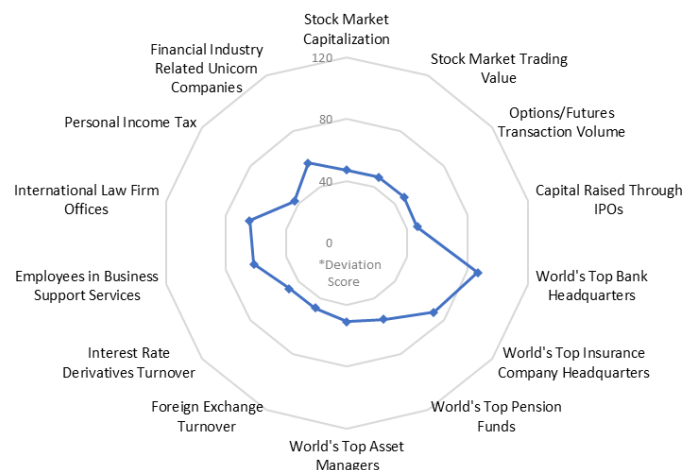 Stock Market
Capitalization
120
Stock Market Trading
Value
Options/Futures
Transaction Volume
Capital Raised Through
IPOs
World's Top Bank
Headquarters
World's Top Insurance
Company Headquarters
World's Top Pension
Funds
World's Top Asset
Managers
Foreign Exchange
Turnover
Interest Rate
Derivatives Turnover
Employees in Business
Support Services
International Law Firm
Offices
Personal Income Tax
Financial Industry
Related Unicorn
Companies
80
40
0
*Deviation
Score